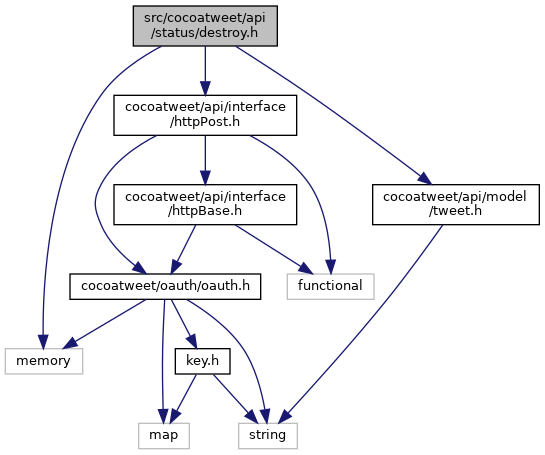 src/cocoatweet/api
/status/destroy.h
cocoatweet/api/interface
/httpPost.h
cocoatweet/api/interface
/httpBase.h
cocoatweet/api/model
/tweet.h
cocoatweet/oauth/oauth.h
functional
memory
key.h
map
string